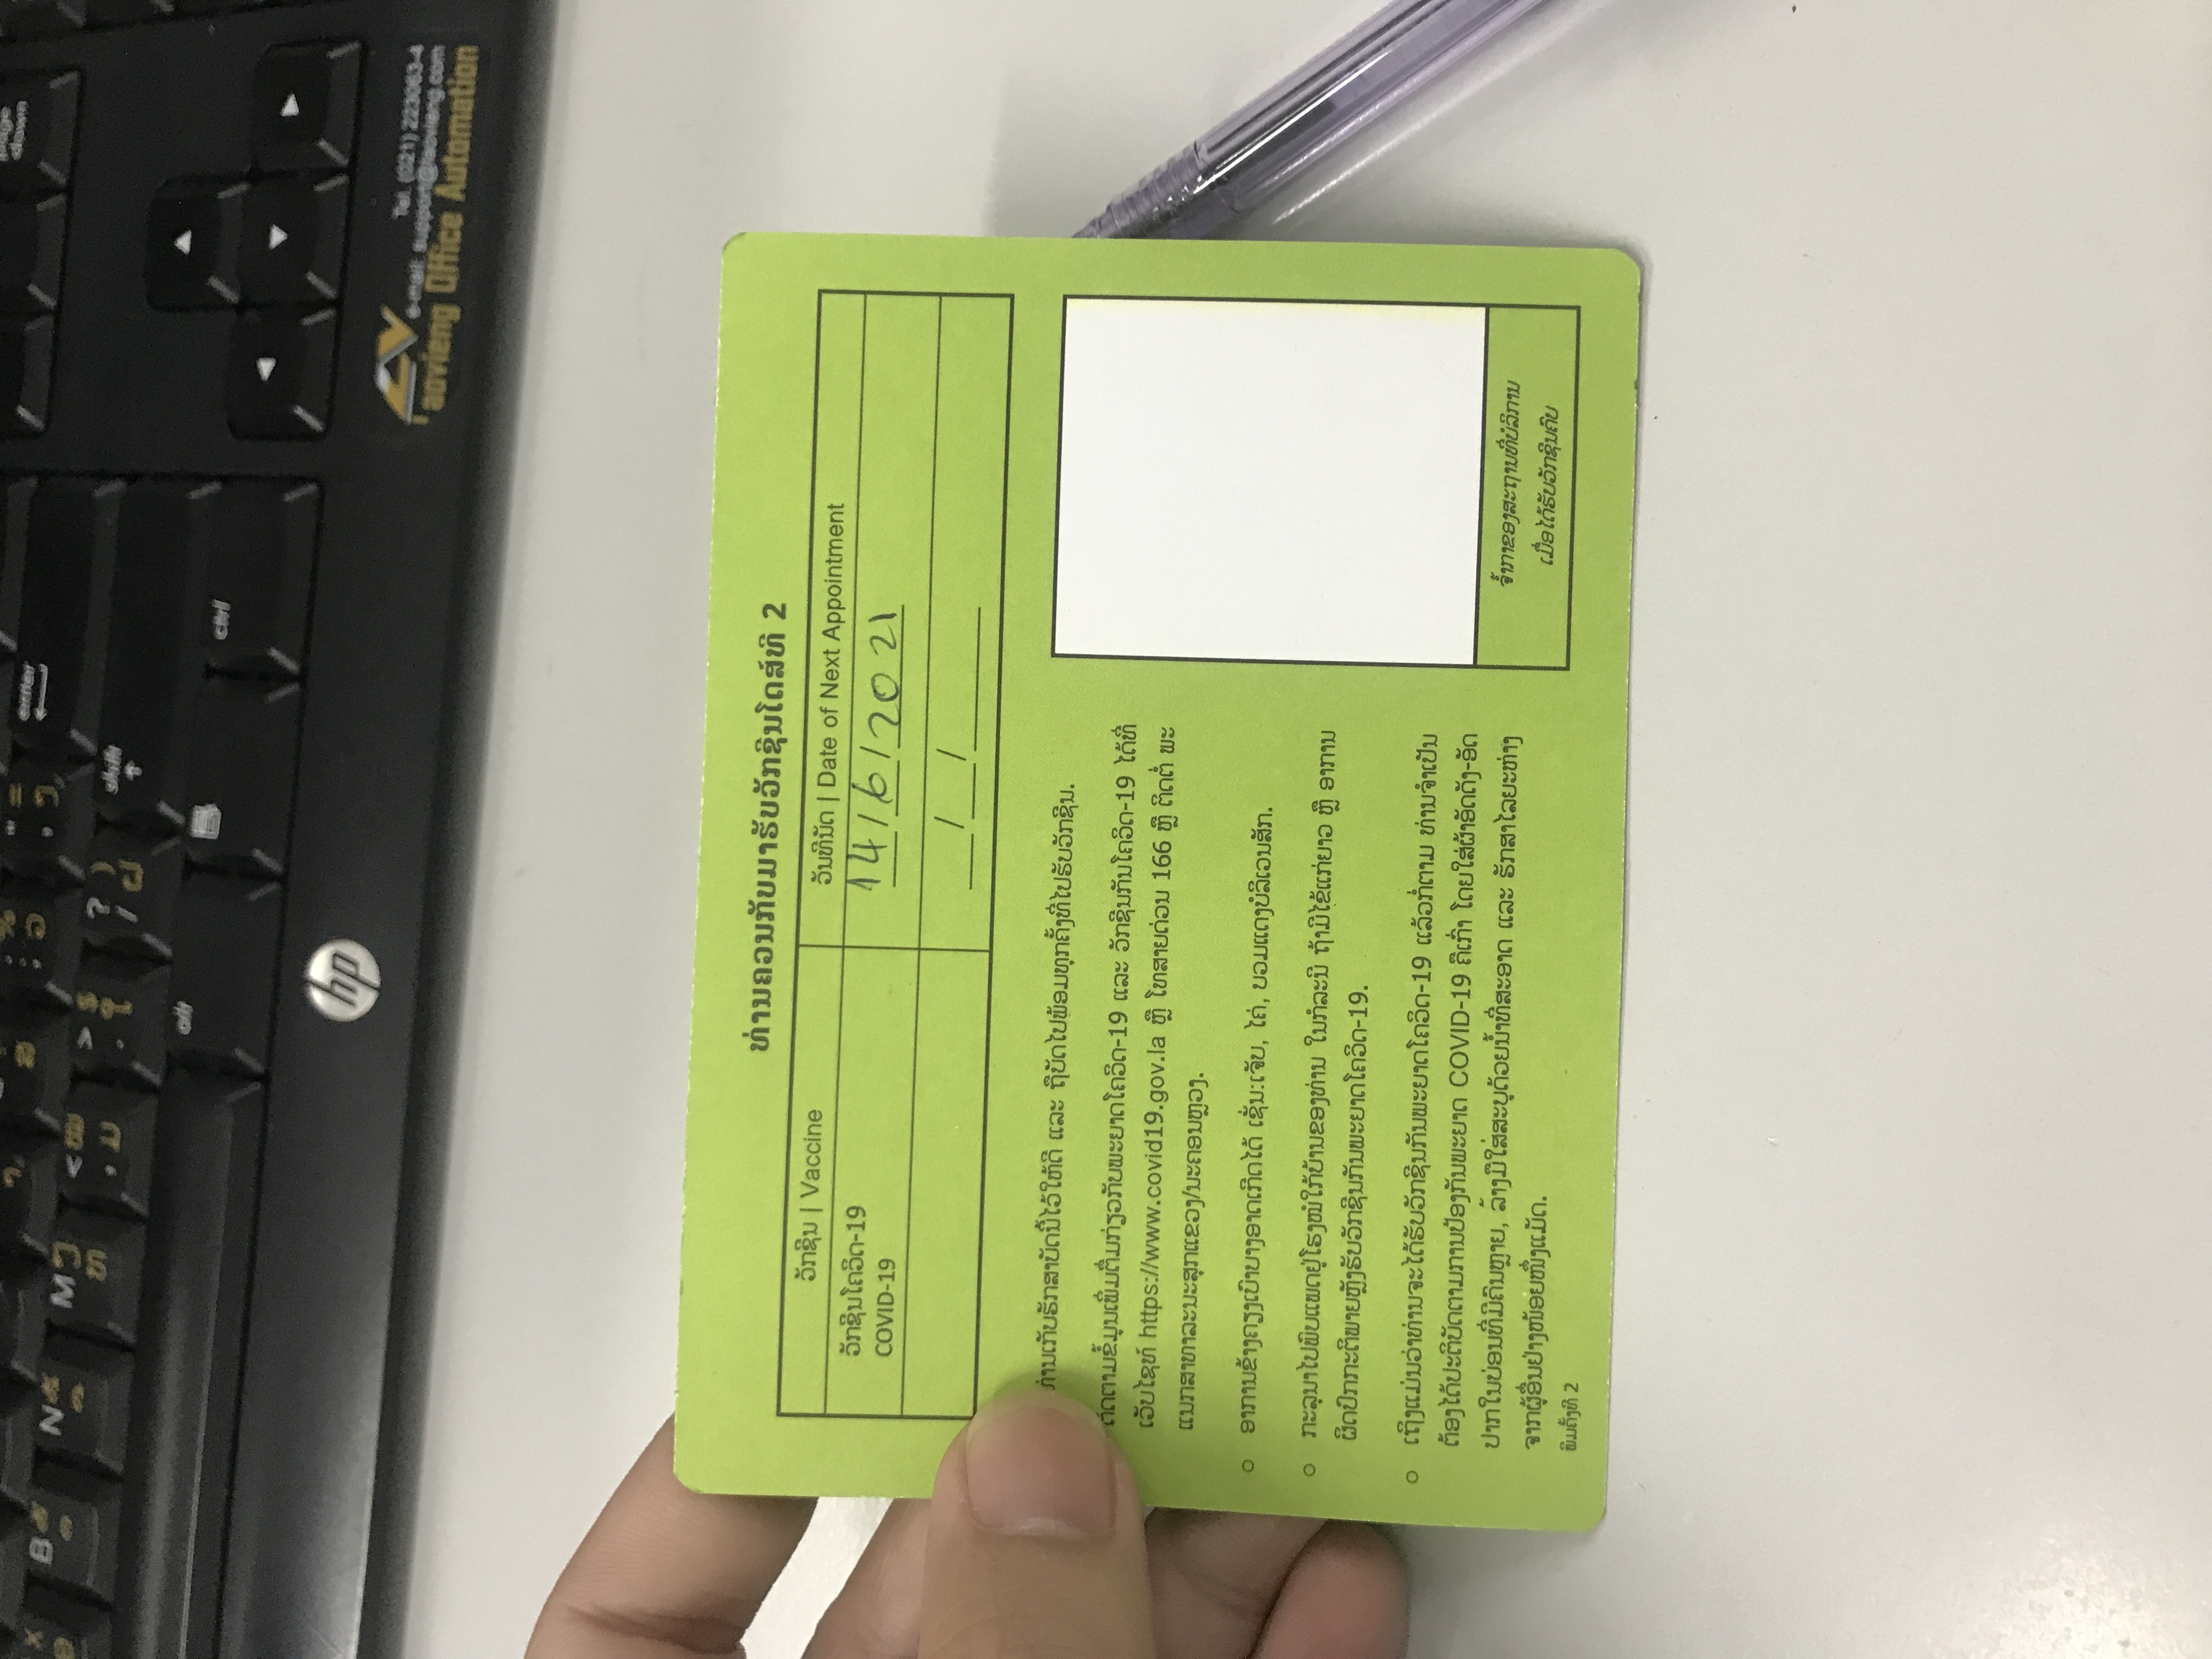 B
N
M
<
>
?
enter
page
down
shift
alt
ctrl
hp
Tel. (021) 223063-4
e-mail: support@laovieng.com
aovieng Office Automation
ທ່ານຄວນກັບມາຮັບວັກຊີນໂດສ໌ທີ 2
ວັກຊີນ | Vaccine
ວັນທີນັດ | Date of Next Appointment
ວັກຊີນໂຄວິດ-19
COVID-19
14/6/2021
__/__/____
ທ່ານເກັບຮັກສາບັດນີ້ໄວ້ໃຫ້ດີ ແລະ ຖືບັດໄປພ້ອມທຸກຄັ້ງທີ່ໄປຮັບວັກຊີນ.
ຕິດຕາມຂໍ້ມູນເພີ່ມຕື່ມກ່ຽວກັບພະຍາດໂຄວິດ-19 ແລະ ວັກຊີນກັນໂຄວິດ-19 ໄດ້ທີ່
ເວັບໄຊທ໌ https://www.covid19.gov.la ຫຼື ໂທສາຍດ່ວນ 166 ຫຼື ຕິດຕໍ່ ພະ
ແນກສາທາລະນະສຸກແຂວງ/ນະຄອນຫຼວງ.
○ ອາການຂ້າງຄຽງເບົາບາງອາດເກີດໄດ້ ເຊັ່ນ:ເຈັບ, ໄຄ່, ບວມແດງບໍລິເວນສັກ.
○ ກະລຸນາໄປພົບແພດຢູ່ໂຮງໝໍໃກ້ບ້ານຂອງທ່ານ ໃນກໍລະນີ ຖ້າມີໄຂ້ແກ່ຍາວ ຫຼື ອາການ
ຜິດປົກກະຕິພາຍຫຼັງຮັບວັກຊີນກັນພະຍາດໂຄວິດ-19.
○ ເຖິງແມ່ນວ່າທ່ານຈະໄດ້ຮັບວັກຊີນກັນພະຍາດໂຄວິດ-19 ແລ້ວກໍ່ຕາມ ທ່ານຈຳເປັນ
ຕ້ອງໄດ້ປະຕິບັດຕາມການປ້ອງກັນພະຍາດ COVID-19 ຄືເກົ່າ ໂດຍໃສ່ຜ້າອັດດັງ-ອັດ
ປາກໃນບ່ອນທີ່ມີຄົນຫຼາຍ, ລ້າງມືໃສ່ສະບູດ້ວຍນ້ຳທີ່ສະອາດ ແລະ ຮັກສາໄລຍະຫ່າງ
ຈາກຜູ້ອື່ນຢ່າງໜ້ອຍໜຶ່ງແມັດ.
ພິມຄັ້ງທີ 2
ຈ້ຳກາຂອງສະຖານທີ່ບໍລິການ
ເມື່ອໄດ້ຮັບວັກຊີນຄົບ